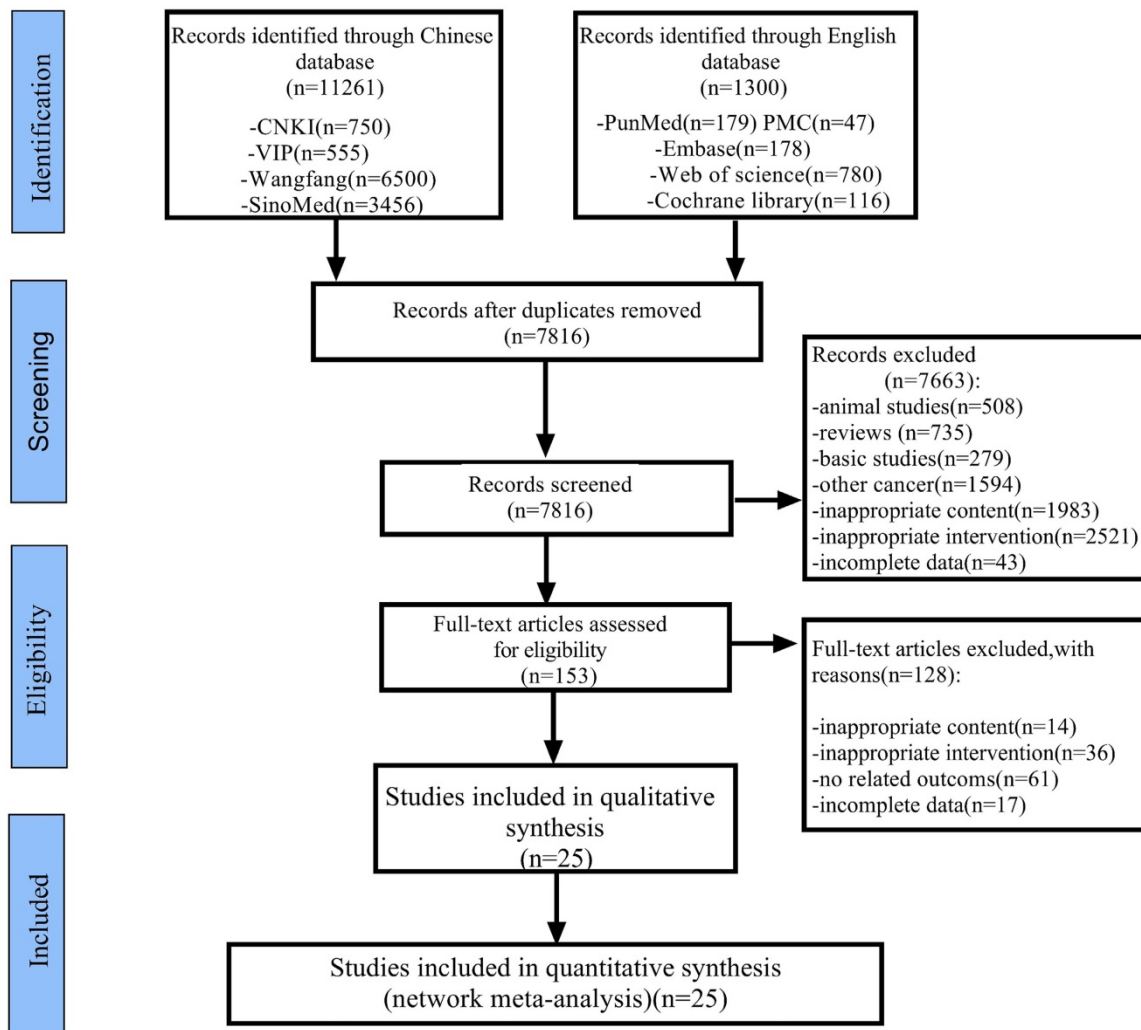 Identification
Records identified through Chinese
database
(n=11261)
-CNKI(n=750)
-VIP(n=555)
-Wangfang(n=6500)
-SinoMed(n=3456)
Records identified through English
database
(n=1300)
-PunMed(n=179) PMC(n=47)
-Embase(n=178)
-Web of science(n=780)
-Cochrane library(n=116)
Screening
Records after duplicates removed
(n=7816)
Records screened
(n=7816)
Records excluded
(n=7663):
-animal studies(n=508)
-reviews (n=735)
-basic studies(n=279)
-other cancer(n=1594)
-inappropriate content(n=1983)
-inappropriate intervention(n=2521)
-incomplete data(n=43)
Eligibility
Full-text articles assessed
for eligibility
(n=153)
Full-text articles excluded,with
reasons(n=128):
-inappropriate content(n=14)
-inappropriate intervention(n=36)
-no related outcoms(n=61)
-incomplete data(n=17)
Included
Studies included in qualitative
synthesis
(n=25)
Studies included in quantitative synthesis
(network meta-analysis)(n=25)